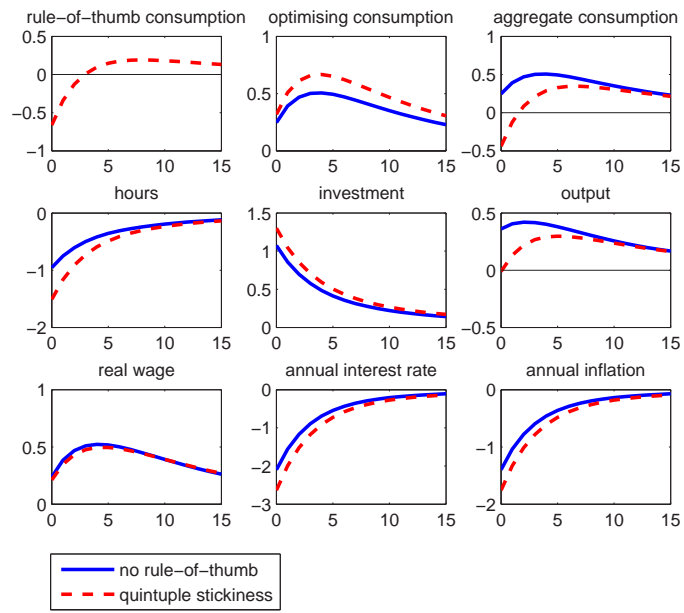 rule-of-thumb consumption
optimising consumption
aggregate consumption
0.5
0
-0.5
-1
0 5 10 15
1
0.5
0
0 5 10 15
1
0.5
0
-0.5
0 5 10 15
hours
investment
output
0
-1
-2
0 5 10 15
1.5
1
0.5
0
0 5 10 15
0.5
0
-0.5
0 5 10 15
real wage
annual interest rate
annual inflation
1
0.5
0
0 5 10 15
0
-1
-2
-3
0 5 10 15
0
-1
-2
0 5 10 15
no rule-of-thumb
quintuple stickiness